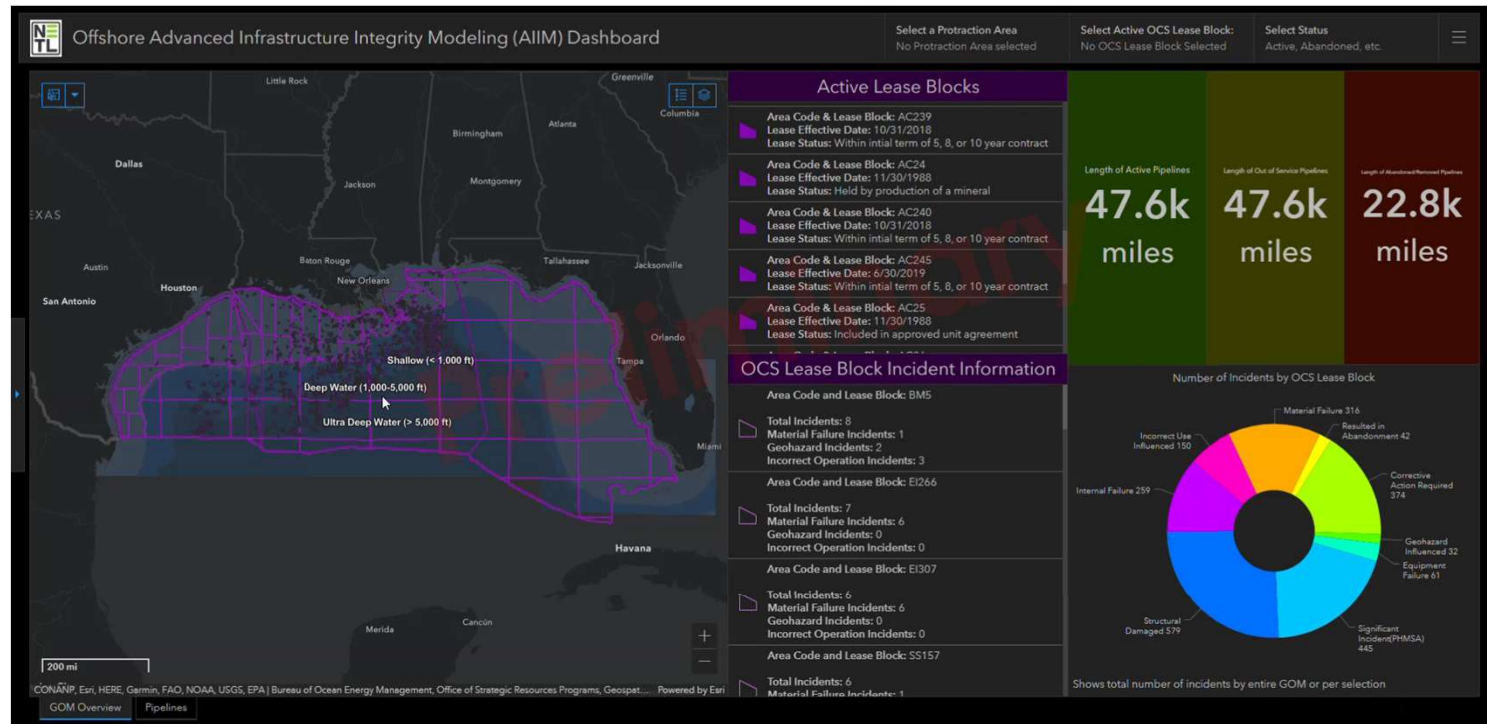 NE
TL
Offshore Advanced Infrastructure Integrity Modeling (AIIM) Dashboard
Select a Protraction Area
No Protraction Area selected
Select Active OCS Lease Block:
No OCS Lease Block Selected
Select Status
Active, Abandoned, etc.
Little Rock
Greenville
Columbia
Birmingham
Atlanta
Dallas
Jackson
Montgomery
EXAS
Austin
Baton Rouge
Tallahassee
Jacksonville
Houston
New Orleans
San Antonio
Orlando
Shallow (< 1,000 ft)
Tampa
Deep Water (1,000-5,000 ft)
Ultra Deep Water (> 5,000 ft)
Miami
Havana
Merida
Cancún
200 mi
CONANP, Esri, HERE, Garmin, FAO, NOAA, USGS, EPA | Bureau of Ocean Energy Management, Office of Strategic Resources Programs, Geospat...
Powered by Esri
GOM Overview
Pipelines
Active Lease Blocks
Area Code & Lease Block: AC239
Lease Effective Date: 10/31/2018
Lease Status: Within intial term of 5, 8, or 10 year contract
Area Code & Lease Block: AC24
Lease Effective Date: 11/30/1988
Lease Status: Held by production of a mineral
Area Code & Lease Block: AC240
Lease Effective Date: 10/31/2018
Lease Status: Within intial term of 5, 8, or 10 year contract
Area Code & Lease Block: AC245
Lease Effective Date: 6/30/2019
Lease Status: Within intial term of 5, 8, or 10 year contract
Area Code & Lease Block: AC25
Lease Effective Date: 11/30/1988
Lease Status: Included in approved unit agreement
OCS Lease Block Incident Information
Area Code and Lease Block: BM5
Total Incidents: 8
Material Failure Incidents: 1
Geohazard Incidents: 2
Incorrect Operation Incidents: 3
Area Code and Lease Block: EI266
Total Incidents: 7
Material Failure Incidents: 6
Geohazard Incidents: 0
Incorrect Operation Incidents: 0
Area Code and Lease Block: EI307
Total Incidents: 6
Material Failure Incidents: 6
Geohazard Incidents: 0
Incorrect Operation Incidents: 0
Area Code and Lease Block: SS157
Total Incidents: 6
Material Failure Incidents: 1
preliminary
Length of Active Pipelines
47.6k
miles
Length of Out of Service Pipelines
47.6k
miles
Length of Abandoned/Removed Pipelines
22.8k
miles
Number of Incidents by OCS Lease Block
Material Failure 316
Resulted in
Abandonment 42
Incorrect Use
Influenced 150
Corrective
Action Required
374
Internal Failure 259
Geohazard
Influenced 32
Equipment
Failure 61
Structural
Damaged 579
Significant
Incident(PHMSA)
445
Shows total number of incidents by entire GOM or per selection